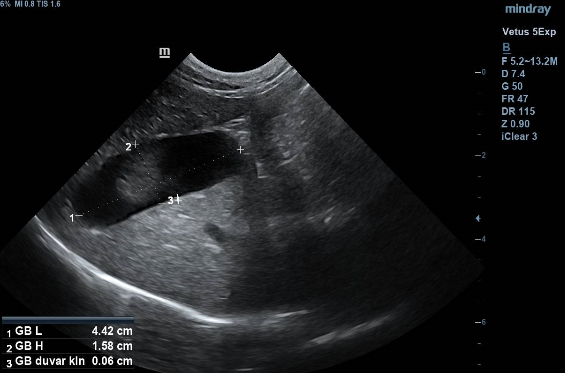 6% MI 0.8 TIS 1.6
mindray
m
Vetus 5Exp
B
F 5.2~13.2M
D 7.4
G 50
FR 47
DR 115
Z 0.90
iClear 3
0
2
4
6
1
2
3
1 GB L 4.42 cm
2 GB H 1.58 cm
3 GB duvar kln 0.06 cm